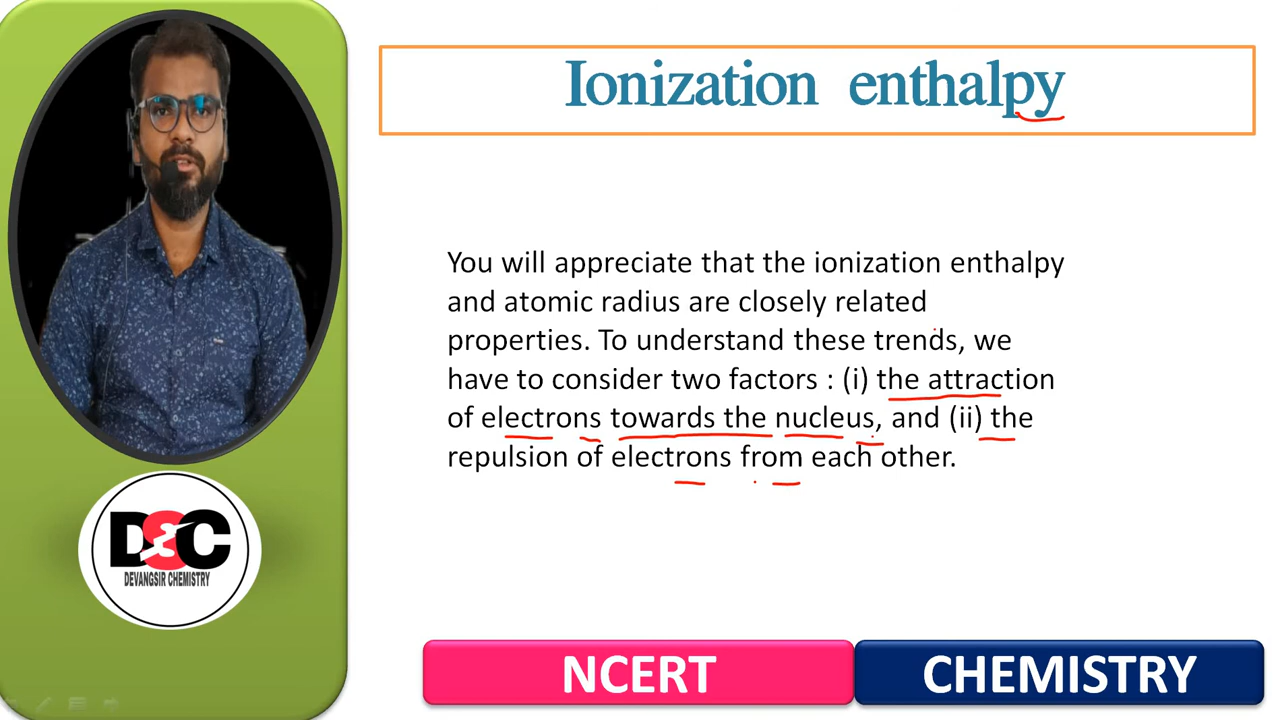 Ionization enthalpy
You will appreciate that the ionization enthalpy
and atomic radius are closely related
properties. To understand these trends, we
have to consider two factors : (i) the attraction
of electrons towards the nucleus, and (ii) the
repulsion of electrons from each other.
DSC
DEVANGSIR CHEMISTRY
NCERT
CHEMISTRY